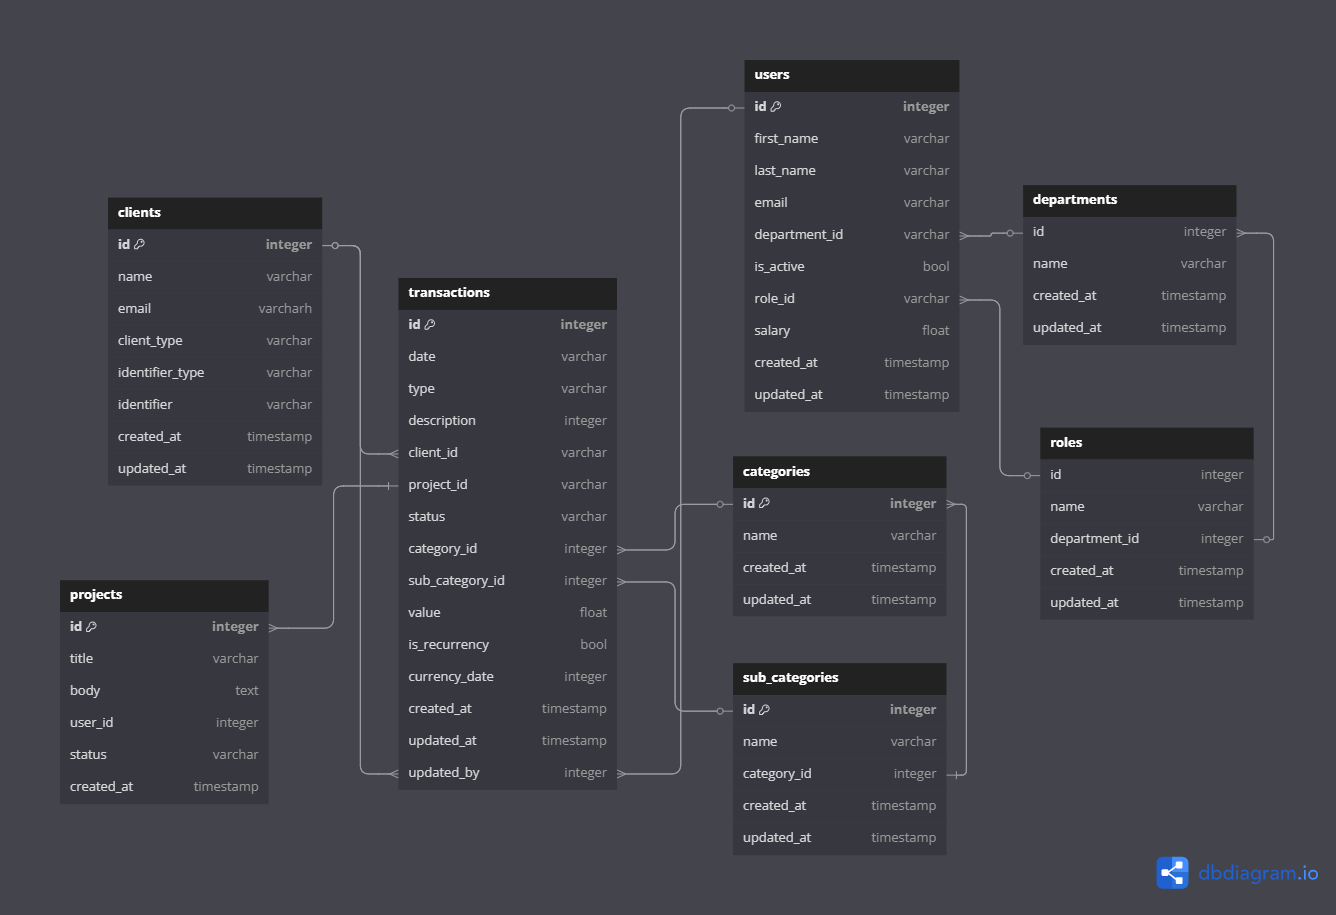 users
id integer
first_name varchar
last_name varchar
email varchar
department_id varchar
is_active bool
role_id varchar
salary float
created_at timestamp
updated_at timestamp
departments
id integer
name varchar
created_at timestamp
updated_at timestamp
clients
id integer
name varchar
email varcharh
client_type varchar
identifier_type varchar
identifier varchar
created_at timestamp
updated_at timestamp
transactions
id integer
date varchar
type varchar
description integer
client_id varchar
project_id varchar
status varchar
category_id integer
sub_category_id integer
value float
is_recurrency bool
currency_date integer
created_at timestamp
updated_at timestamp
updated_by integer
roles
id integer
name varchar
department_id integer
created_at timestamp
updated_at timestamp
categories
id integer
name varchar
created_at timestamp
updated_at timestamp
projects
id integer
title varchar
body text
user_id integer
status varchar
created_at timestamp
sub_categories
id integer
name varchar
category_id integer
created_at timestamp
updated_at timestamp
dbdiagram.io